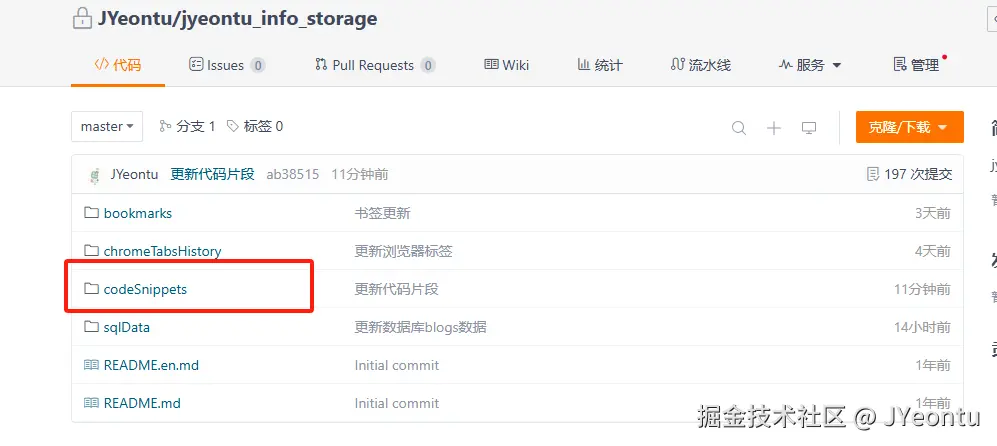 JYeontu/jyeontu_info_storage
代码 Issues 0 Pull Requests 0 Wiki 统计 流水线 服务 管理
master 分支 1 标签 0 克隆/下载
JYeontu 更新代码片段 ab38515 11分钟前 197 次提交
bookmarks 书签更新 3天前
chromeTabsHistory 更新浏览器标签 4天前
codeSnippets 更新代码片段 11分钟前
sqlData 更新数据库blogs数据 14小时前
README.en.md Initial commit 1年前
README.md Initial commit 1年前
掘金技术社区 @ JYeontu